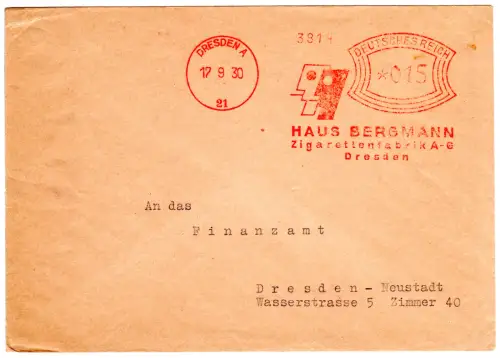 DRESDEN A
17 9 30
21
DEUTSCHES REICH
*015
HAUS BERGMANN
Zigarettenfabrik A-G
Dresden
An das
Finanzamt
Dresden - Neustadt
Wasserstrasse 5 Zimmer 40